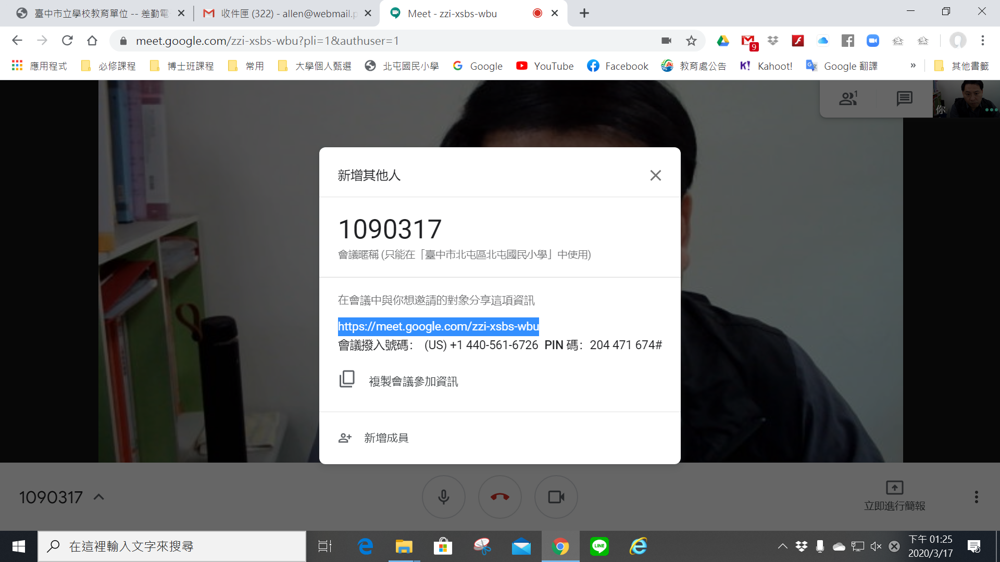 臺中市立學校教育單位 -- 差勤電
收件匣 (322) - allen@webmail.p
Meet - zzi-xsbs-wbu
meet.google.com/zzi-xsbs-wbu?pli=1&authuser=1
9
應用程式
必修課程
博士班課程
常用
大學個人甄選
北屯國民小學
Google
YouTube
Facebook
教育處公告
K!
Kahoot!
Google 翻譯
»
其他書籤
1
你
新增其他人
1090317
會議暱稱 (只能在「臺中市北屯區北屯國民小學」中使用)
在會議中與你想邀請的對象分享這項資訊
https://meet.google.com/zzi-xsbs-wbu
會議撥入號碼： (US) +1 440-561-6726 PIN 碼：204 471 674#
複製會議參加資訊
新增成員
1090317
立即進行簡報
在這裡輸入文字來搜尋
LINE
下午 01:25
2020/3/17